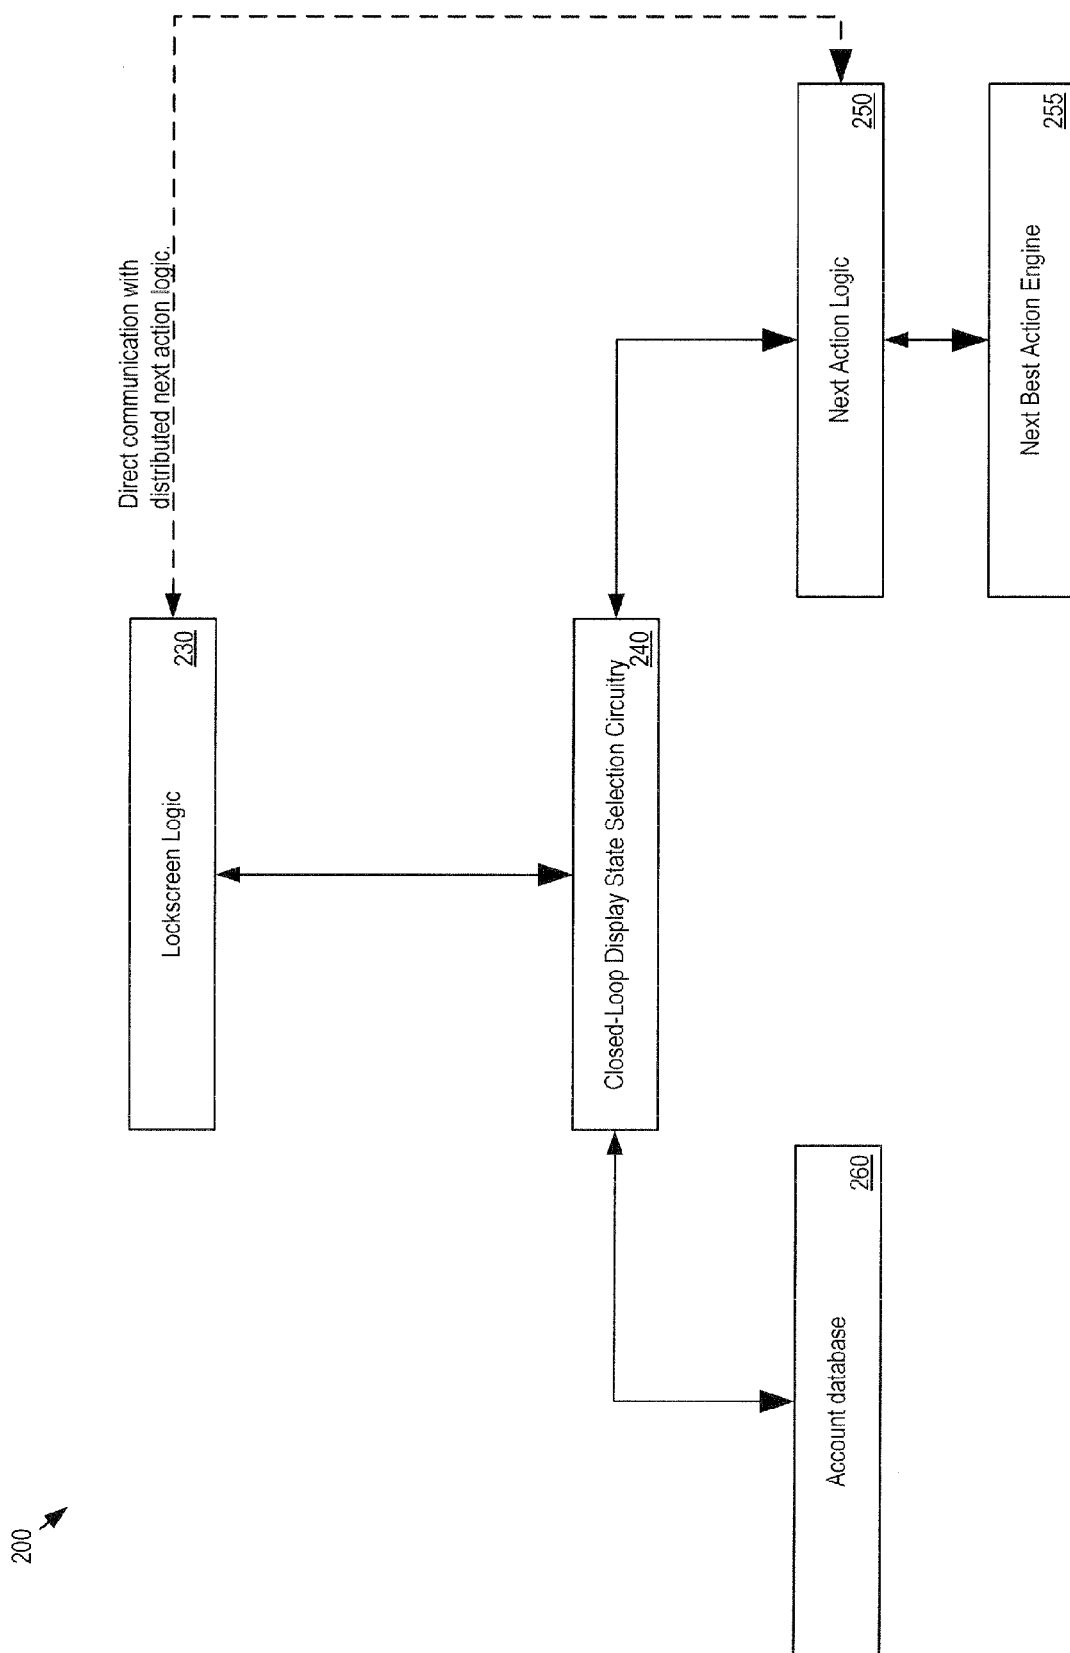 200
Direct communication with
distributed next action logic.
Lockscreen Logic
230
Closed-Loop Display State Selection Circuitry
240
Account database
260
Next Action Logic
250
Next Best Action Engine
255